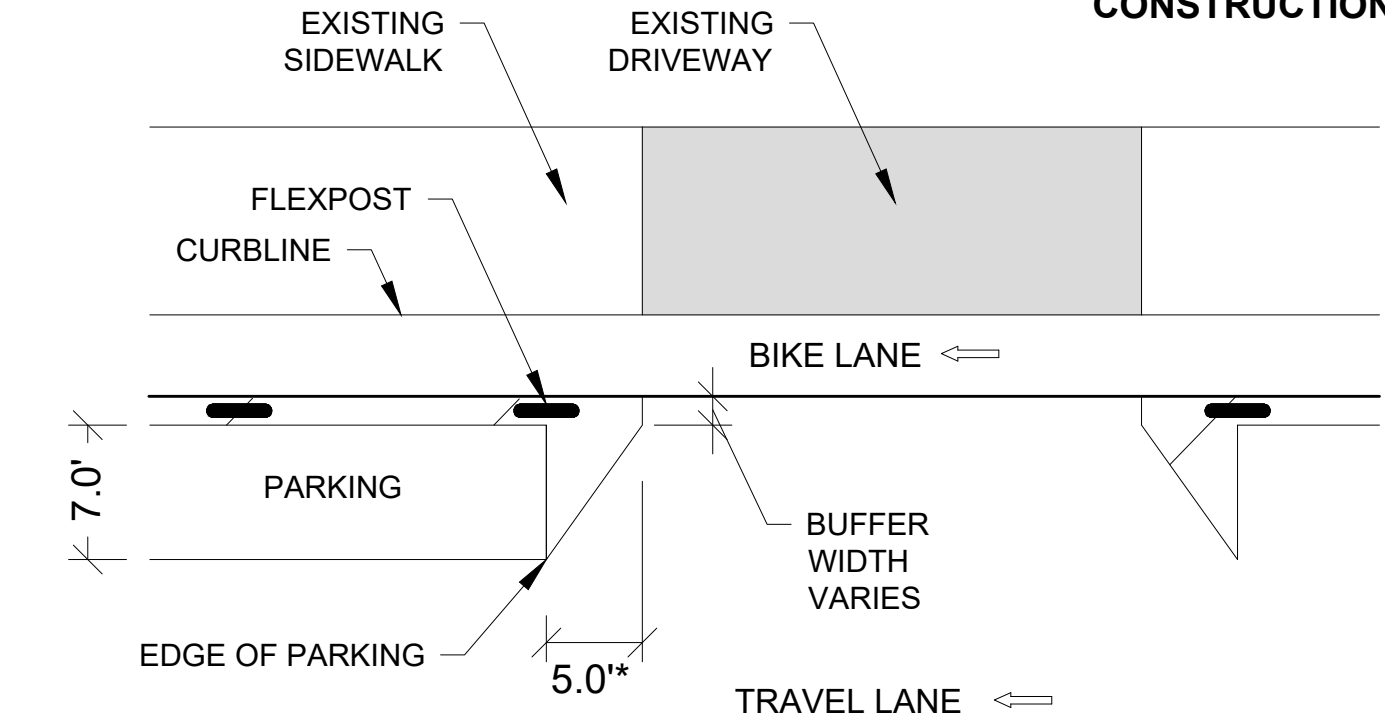 CONSTRUCTION
EXISTING
SIDEWALK
EXISTING
DRIVEWAY
FLEXPOST
CURBLINE
BIKE LANE
7.0'
PARKING
BUFFER
WIDTH
VARIES
EDGE OF PARKING
5.0'*
TRAVEL LANE